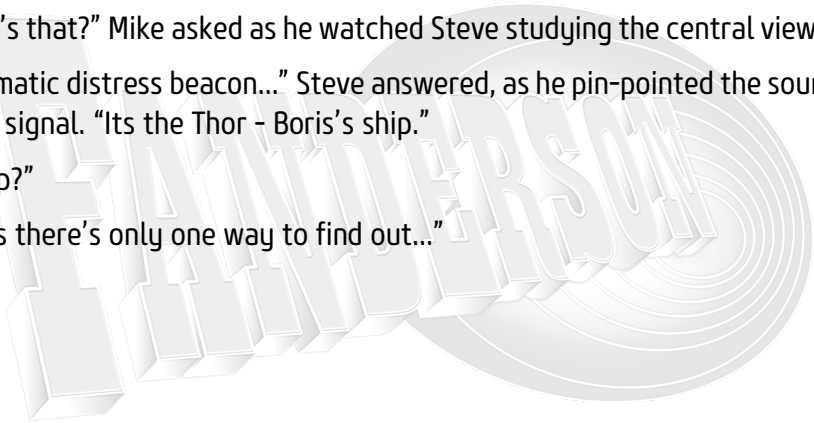 ’s that?” Mike asked as he watched Steve studying the central view
matic distress beacon...” Steve answered, as he pin-pointed the sour
signal. “Its the Thor - Boris’s ship.”
p?”
s there’s only one way to find out...”
FANDERSON